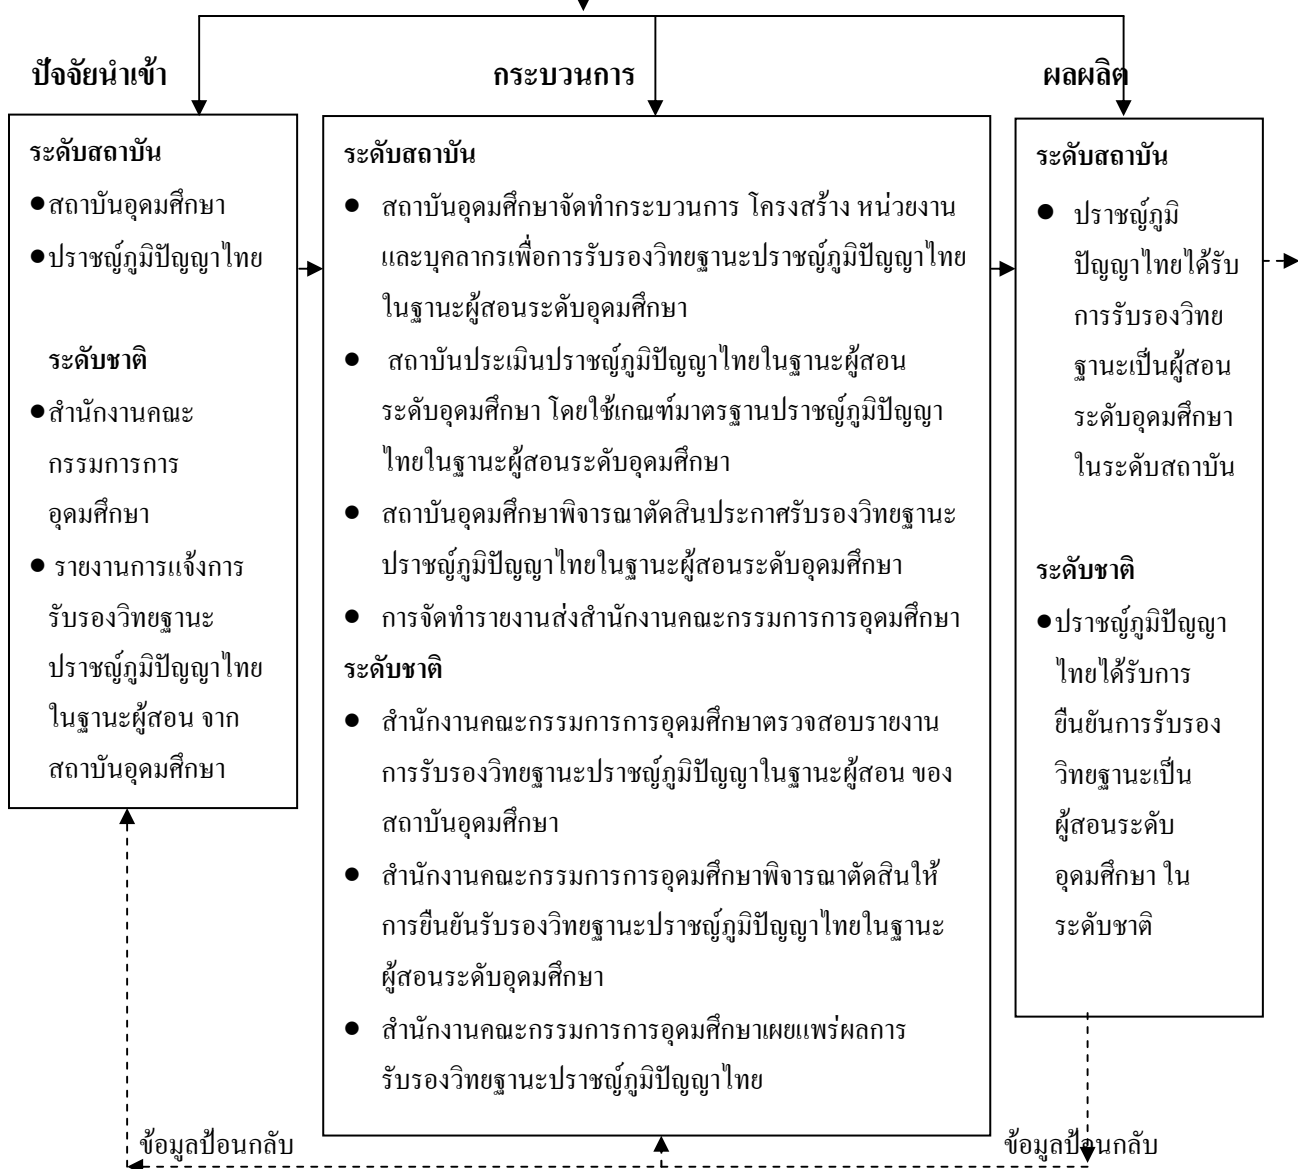 ปัจจัยนำเข้า
กระบวนการ
ผลผลิต
ระดับสถาบัน
●สถาบันอุดมศึกษา
●ปราชญ์ภูมิปัญญาไทย
ระดับชาติ
●สำนักงานคณะ
กรรมการการ
อุดมศึกษา
● รายงานการแจ้งการ
รับรองวิทยฐานะ
ปราชญ์ภูมิปัญญาไทย
ในฐานะผู้สอน จาก
สถาบันอุดมศึกษา
ระดับสถาบัน
● สถาบันอุดมศึกษาจัดทำกระบวนการ โครงสร้าง หน่วยงาน
และบุคลากรเพื่อการรับรองวิทยฐานะปราชญ์ภูมิปัญญาไทย
ในฐานะผู้สอนระดับอุดมศึกษา
● สถาบันประเมินปราชญ์ภูมิปัญญาไทยในฐานะผู้สอน
ระดับอุดมศึกษา โดยใช้เกณฑ์มาตรฐานปราชญ์ภูมิปัญญา
ไทยในฐานะผู้สอนระดับอุดมศึกษา
● สถาบันอุดมศึกษาพิจารณาตัดสินประกาศรับรองวิทยฐานะ
ปราชญ์ภูมิปัญญาไทยในฐานะผู้สอนระดับอุดมศึกษา
● การจัดทำรายงานส่งสำนักงานคณะกรรมการการอุดมศึกษา
ระดับชาติ
● สำนักงานคณะกรรมการการอุดมศึกษาตรวจสอบรายงาน
การรับรองวิทยฐานะปราชญ์ภูมิปัญญาในฐานะผู้สอน ของ
สถาบันอุดมศึกษา
● สำนักงานคณะกรรมการการอุดมศึกษาพิจารณาตัดสินให้
การยืนยันรับรองวิทยฐานะปราชญ์ภูมิปัญญาไทยในฐานะ
ผู้สอนระดับอุดมศึกษา
● สำนักงานคณะกรรมการการอุดมศึกษาเผยแพร่ผลการ
รับรองวิทยฐานะปราชญ์ภูมิปัญญาไทย
ระดับสถาบัน
● ปราชญ์ภูมิ
ปัญญาไทยได้รับ
การรับรองวิทย
ฐานะเป็นผู้สอน
ระดับอุดมศึกษา
ในระดับสถาบัน
ระดับชาติ
●ปราชญ์ภูมิปัญญา
ไทยได้รับการ
ยืนยันการรับรอง
วิทยฐานะเป็น
ผู้สอนระดับ
อุดมศึกษา ใน
ระดับชาติ
ข้อมูลป้อนกลับ
ข้อมูลป้อนกลับ